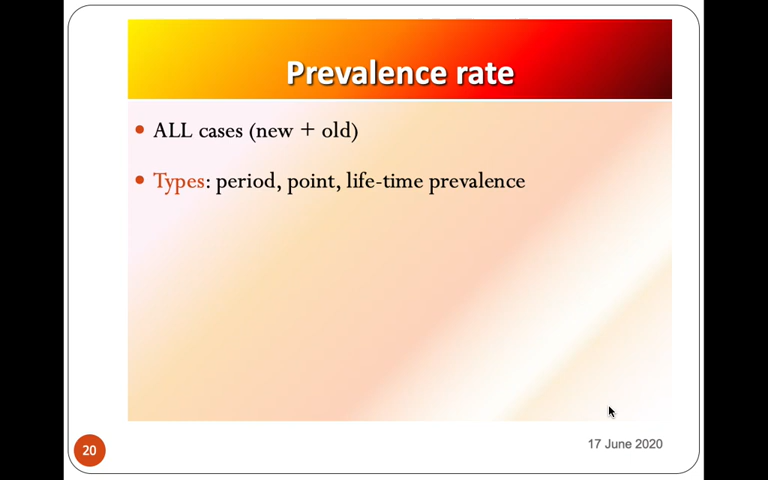 Prevalence rate
• ALL cases (new + old)
• Types: period, point, life-time prevalence
17 June 2020
20